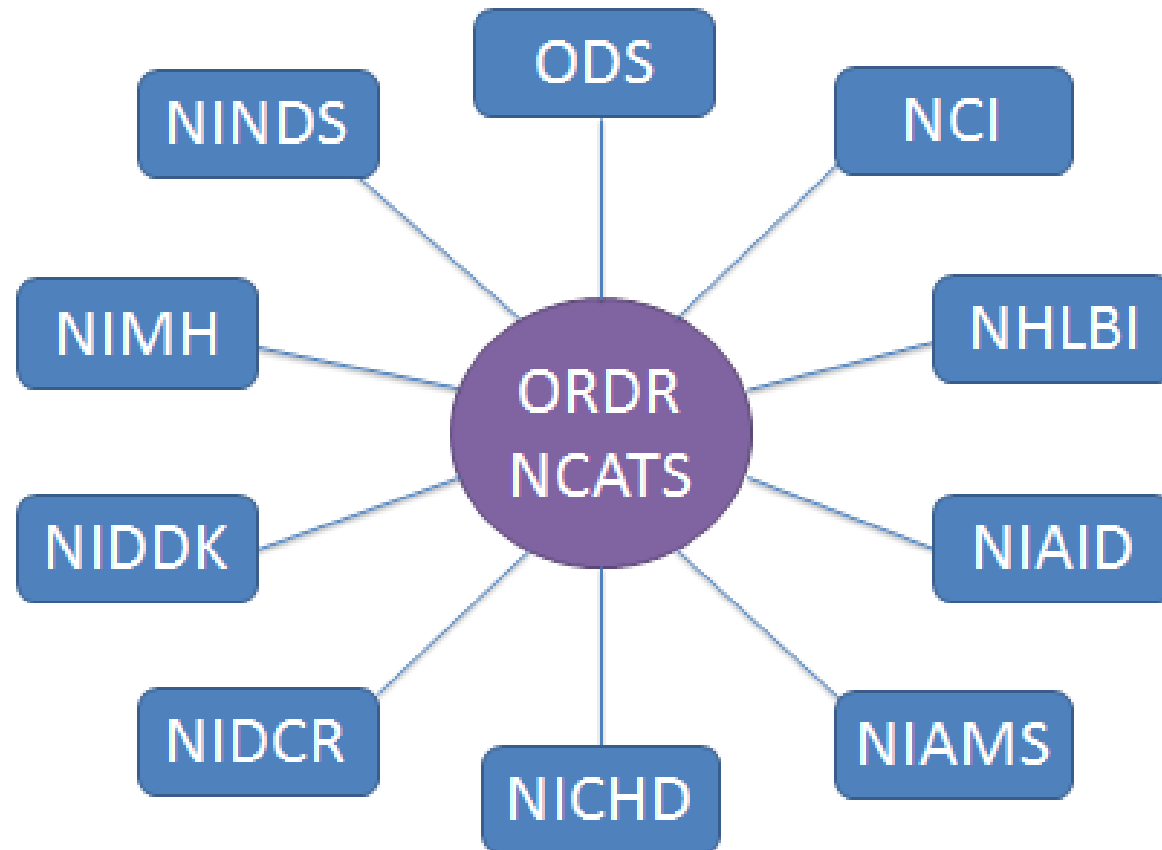 ODS
NINDS
NCI
NIMH
NHLBI
ORDR
NCATS
NIDDK
NIAID
NIDCR
NIAMS
NICHD